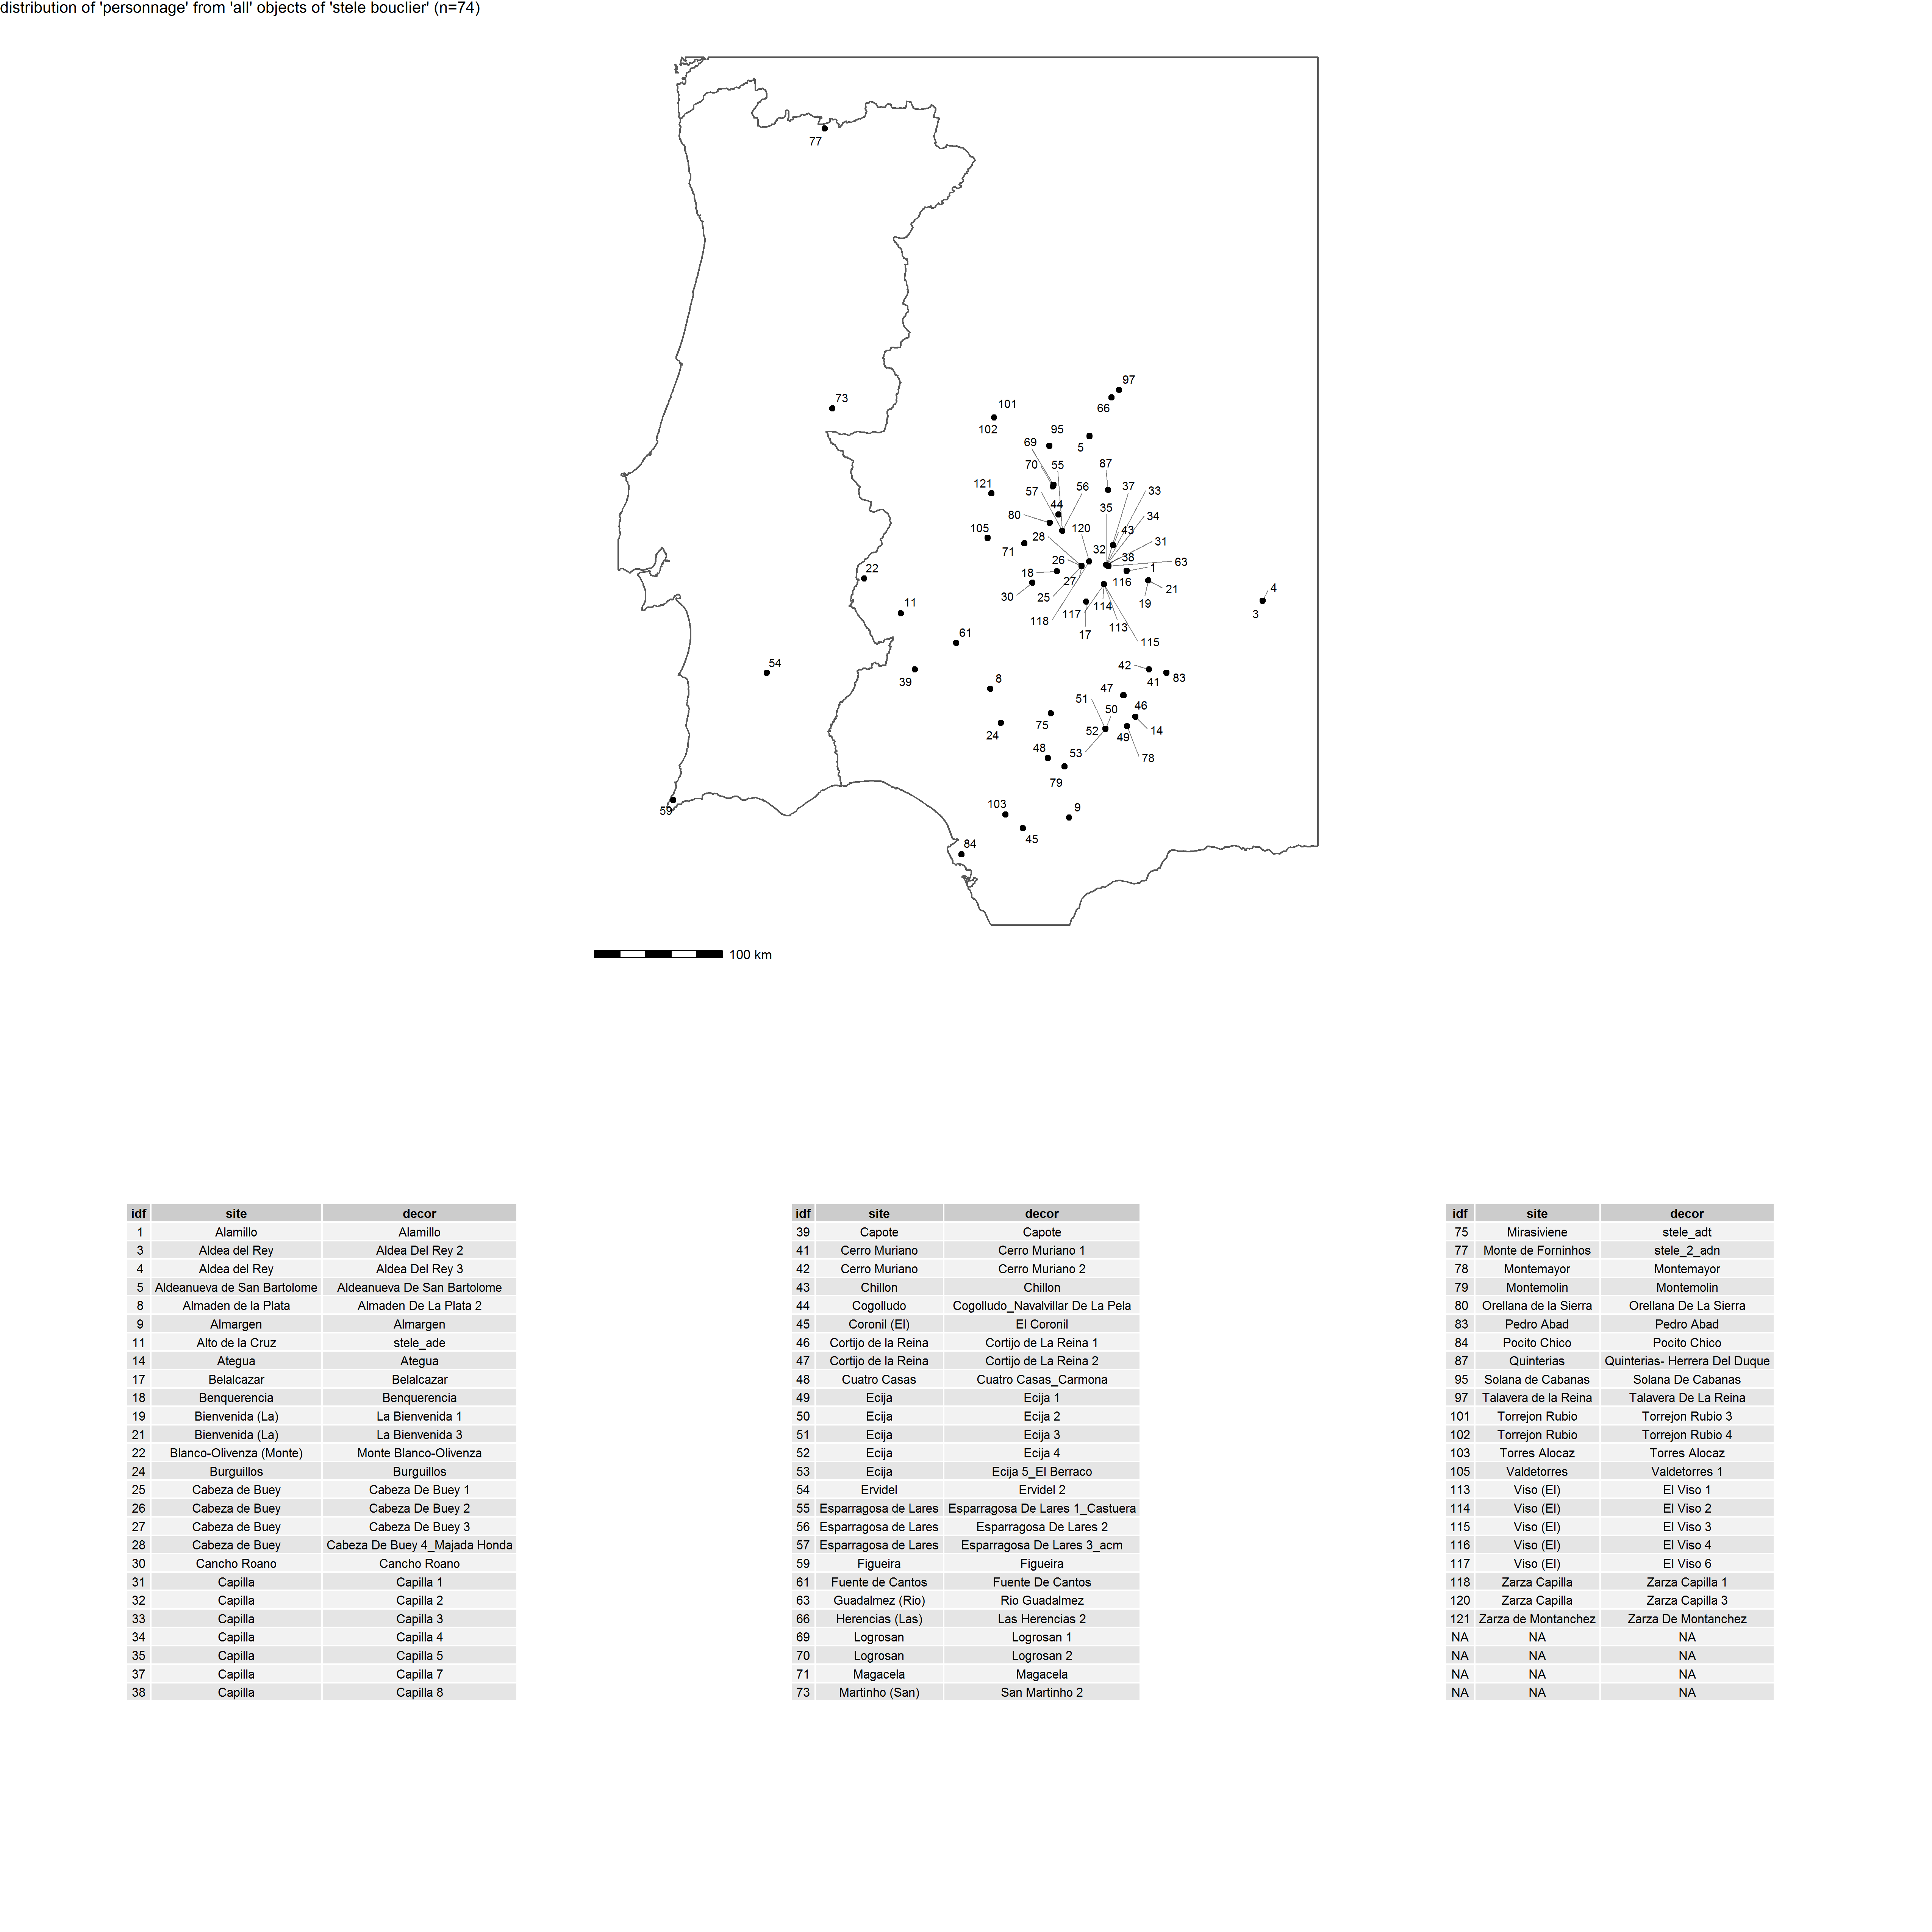 distribution of 'personnage' from 'all' objects of 'stele bouclier' (n=74)
77
97
73
66
101
102
95
69
5
70
55
87
121
57
56
37
33
44
35
80
34
105
120
43
28
71
32
31
26
38
63
22
18
27
1
116
21
30
25
19
4
3
11
117
114
118
113
17
61
115
54
42
39
41
83
8
47
51
46
50
75
24
52
49
14
48
53
78
79
103
9
59
45
84
100 km
idf site decor
1 Alamillo Alamillo
3 Aldea del Rey Aldea Del Rey 2
4 Aldea del Rey Aldea Del Rey 3
5 Aldeanueva de San Bartolome Aldeanueva De San Bartolome
8 Almaden de la Plata Almaden De La Plata 2
9 Almargen Almargen
11 Alto de la Cruz stele_ade
14 Ategua Ategua
17 Belalcazar Belalcazar
18 Benquerencia Benquerencia
19 Bienvenida (La) La Bienvenida 1
21 Bienvenida (La) La Bienvenida 3
22 Blanco-Olivenza (Monte) Monte Blanco-Olivenza
24 Burguillos Burguillos
25 Cabeza de Buey Cabeza De Buey 1
26 Cabeza de Buey Cabeza De Buey 2
27 Cabeza de Buey Cabeza De Buey 3
28 Cabeza de Buey Cabeza De Buey 4_Majada Honda
30 Cancho Roano Cancho Roano
31 Capilla Capilla 1
32 Capilla Capilla 2
33 Capilla Capilla 3
34 Capilla Capilla 4
35 Capilla Capilla 5
37 Capilla Capilla 7
38 Capilla Capilla 8
idf site decor
39 Capote Capote
41 Cerro Muriano Cerro Muriano 1
42 Cerro Muriano Cerro Muriano 2
43 Chillon Chillon
44 Cogolludo Cogolludo_Navalvillar De La Pela
45 Coronil (El) El Coronil
46 Cortijo de la Reina Cortijo de La Reina 1
47 Cortijo de la Reina Cortijo de La Reina 2
48 Cuatro Casas Cuatro Casas_Carmona
49 Ecija Ecija 1
50 Ecija Ecija 2
51 Ecija Ecija 3
52 Ecija Ecija 4
53 Ecija Ecija 5_El Berraco
54 Ervidel Ervidel 2
55 Esparragosa de Lares Esparragosa De Lares 1_Castuera
56 Esparragosa de Lares Esparragosa De Lares 2
57 Esparragosa de Lares Esparragosa De Lares 3_acm
59 Figueira Figueira
61 Fuente de Cantos Fuente De Cantos
63 Guadalmez (Rio) Rio Guadalmez
66 Herencias (Las) Las Herencias 2
69 Logrosan Logrosan 1
70 Logrosan Logrosan 2
71 Magacela Magacela
73 Martinho (San) San Martinho 2
idf site decor
75 Mirasiviene stele_adt
77 Monte de Forninhos stele_2_adn
78 Montemayor Montemayor
79 Montemolin Montemolin
80 Orellana de la Sierra Orellana De La Sierra
83 Pedro Abad Pedro Abad
84 Pocito Chico Pocito Chico
87 Quinterias Quinterias- Herrera Del Duque
95 Solana de Cabanas Solana De Cabanas
97 Talavera de la Reina Talavera De La Reina
101 Torrejon Rubio Torrejon Rubio 3
102 Torrejon Rubio Torrejon Rubio 4
103 Torres Alocaz Torres Alocaz
105 Valdetorres Valdetorres 1
113 Viso (El) El Viso 1
114 Viso (El) El Viso 2
115 Viso (El) El Viso 3
116 Viso (El) El Viso 4
117 Viso (El) El Viso 6
118 Zarza Capilla Zarza Capilla 1
120 Zarza Capilla Zarza Capilla 3
121 Zarza de Montanchez Zarza De Montanchez
NA NA NA
NA NA NA
NA NA NA
NA NA NA